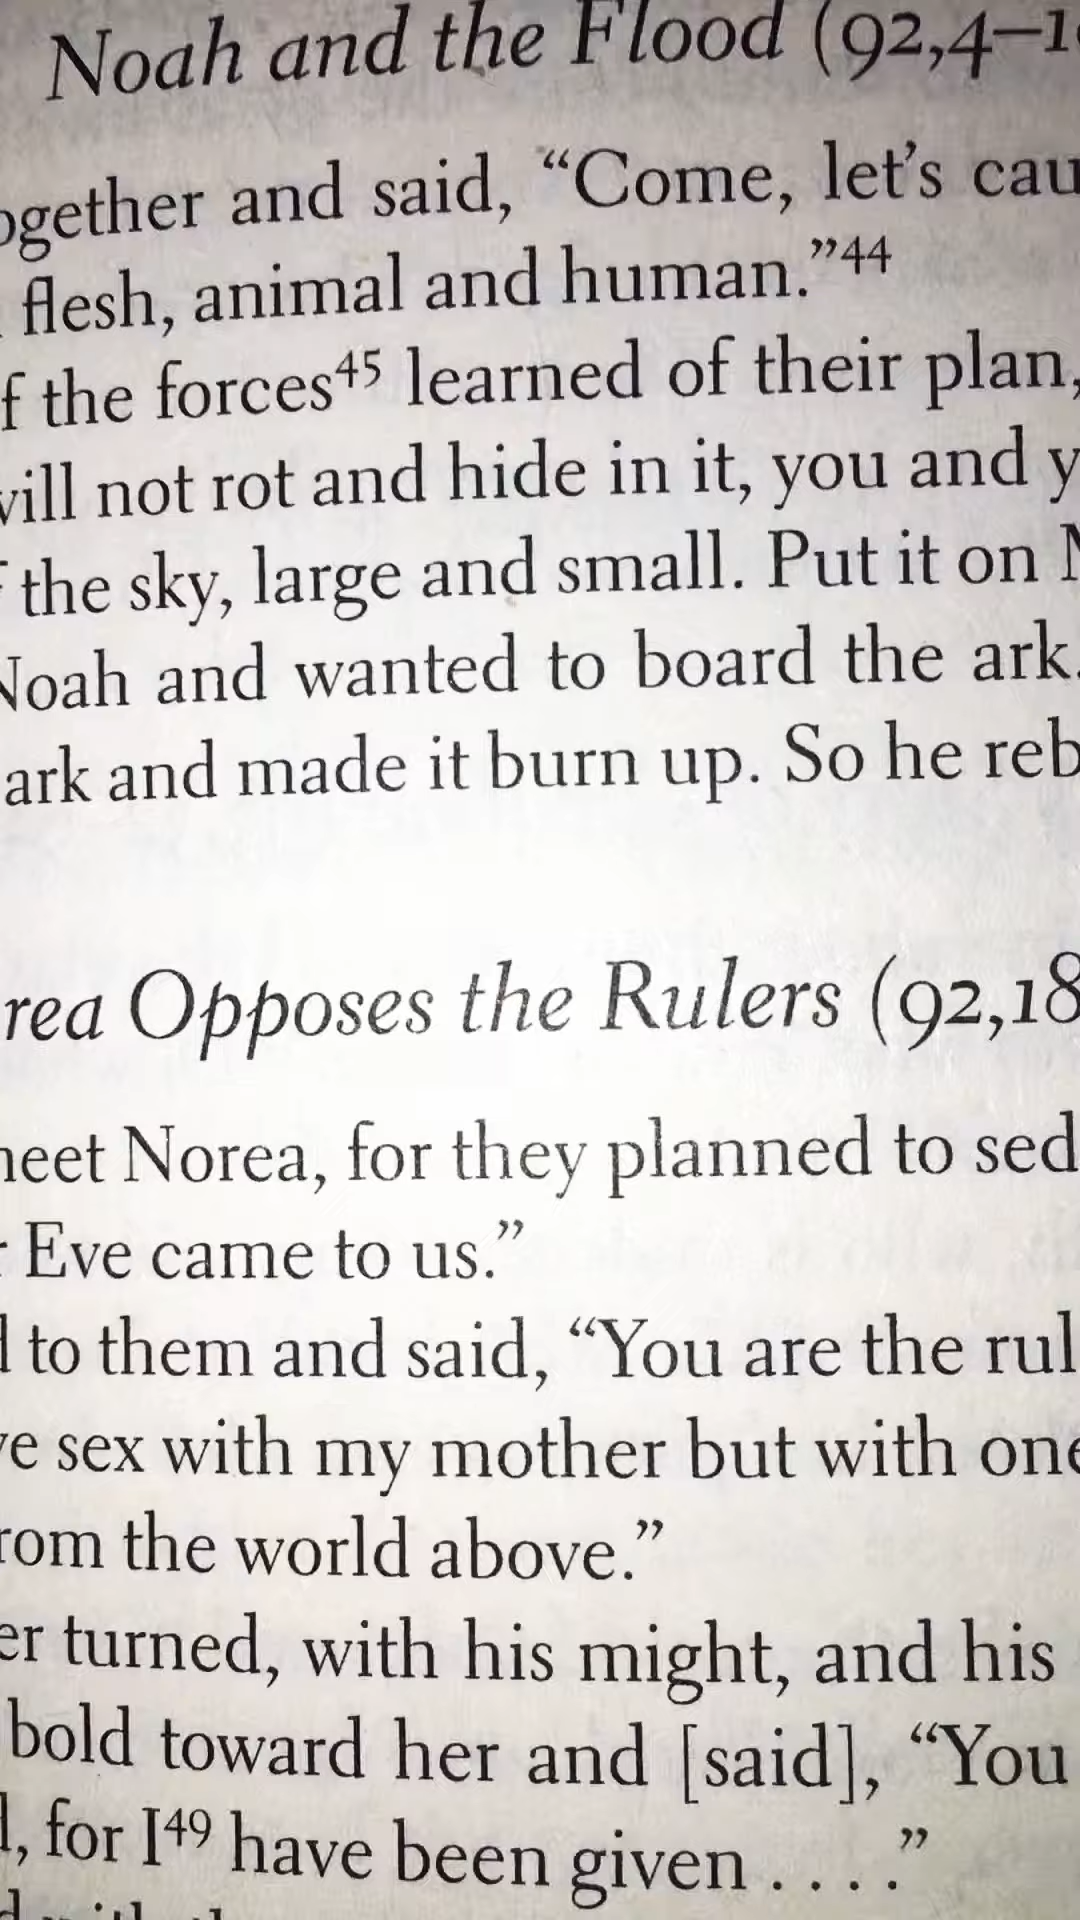 Noah and the Flood (92,4–1
ogether and said, “Come, let’s cau
flesh, animal and human.”44
f the forces45 learned of their plan,
vill not rot and hide in it, you and y
the sky, large and small. Put it on
Noah and wanted to board the ark.
ark and made it burn up. So he reb
rea Opposes the Rulers (92,18
neet Norea, for they planned to sed
Eve came to us.”
l to them and said, “You are the rul
ve sex with my mother but with one
rom the world above.”
er turned, with his might, and his
bold toward her and [said], “You
l, for I49 have been given . . . .”